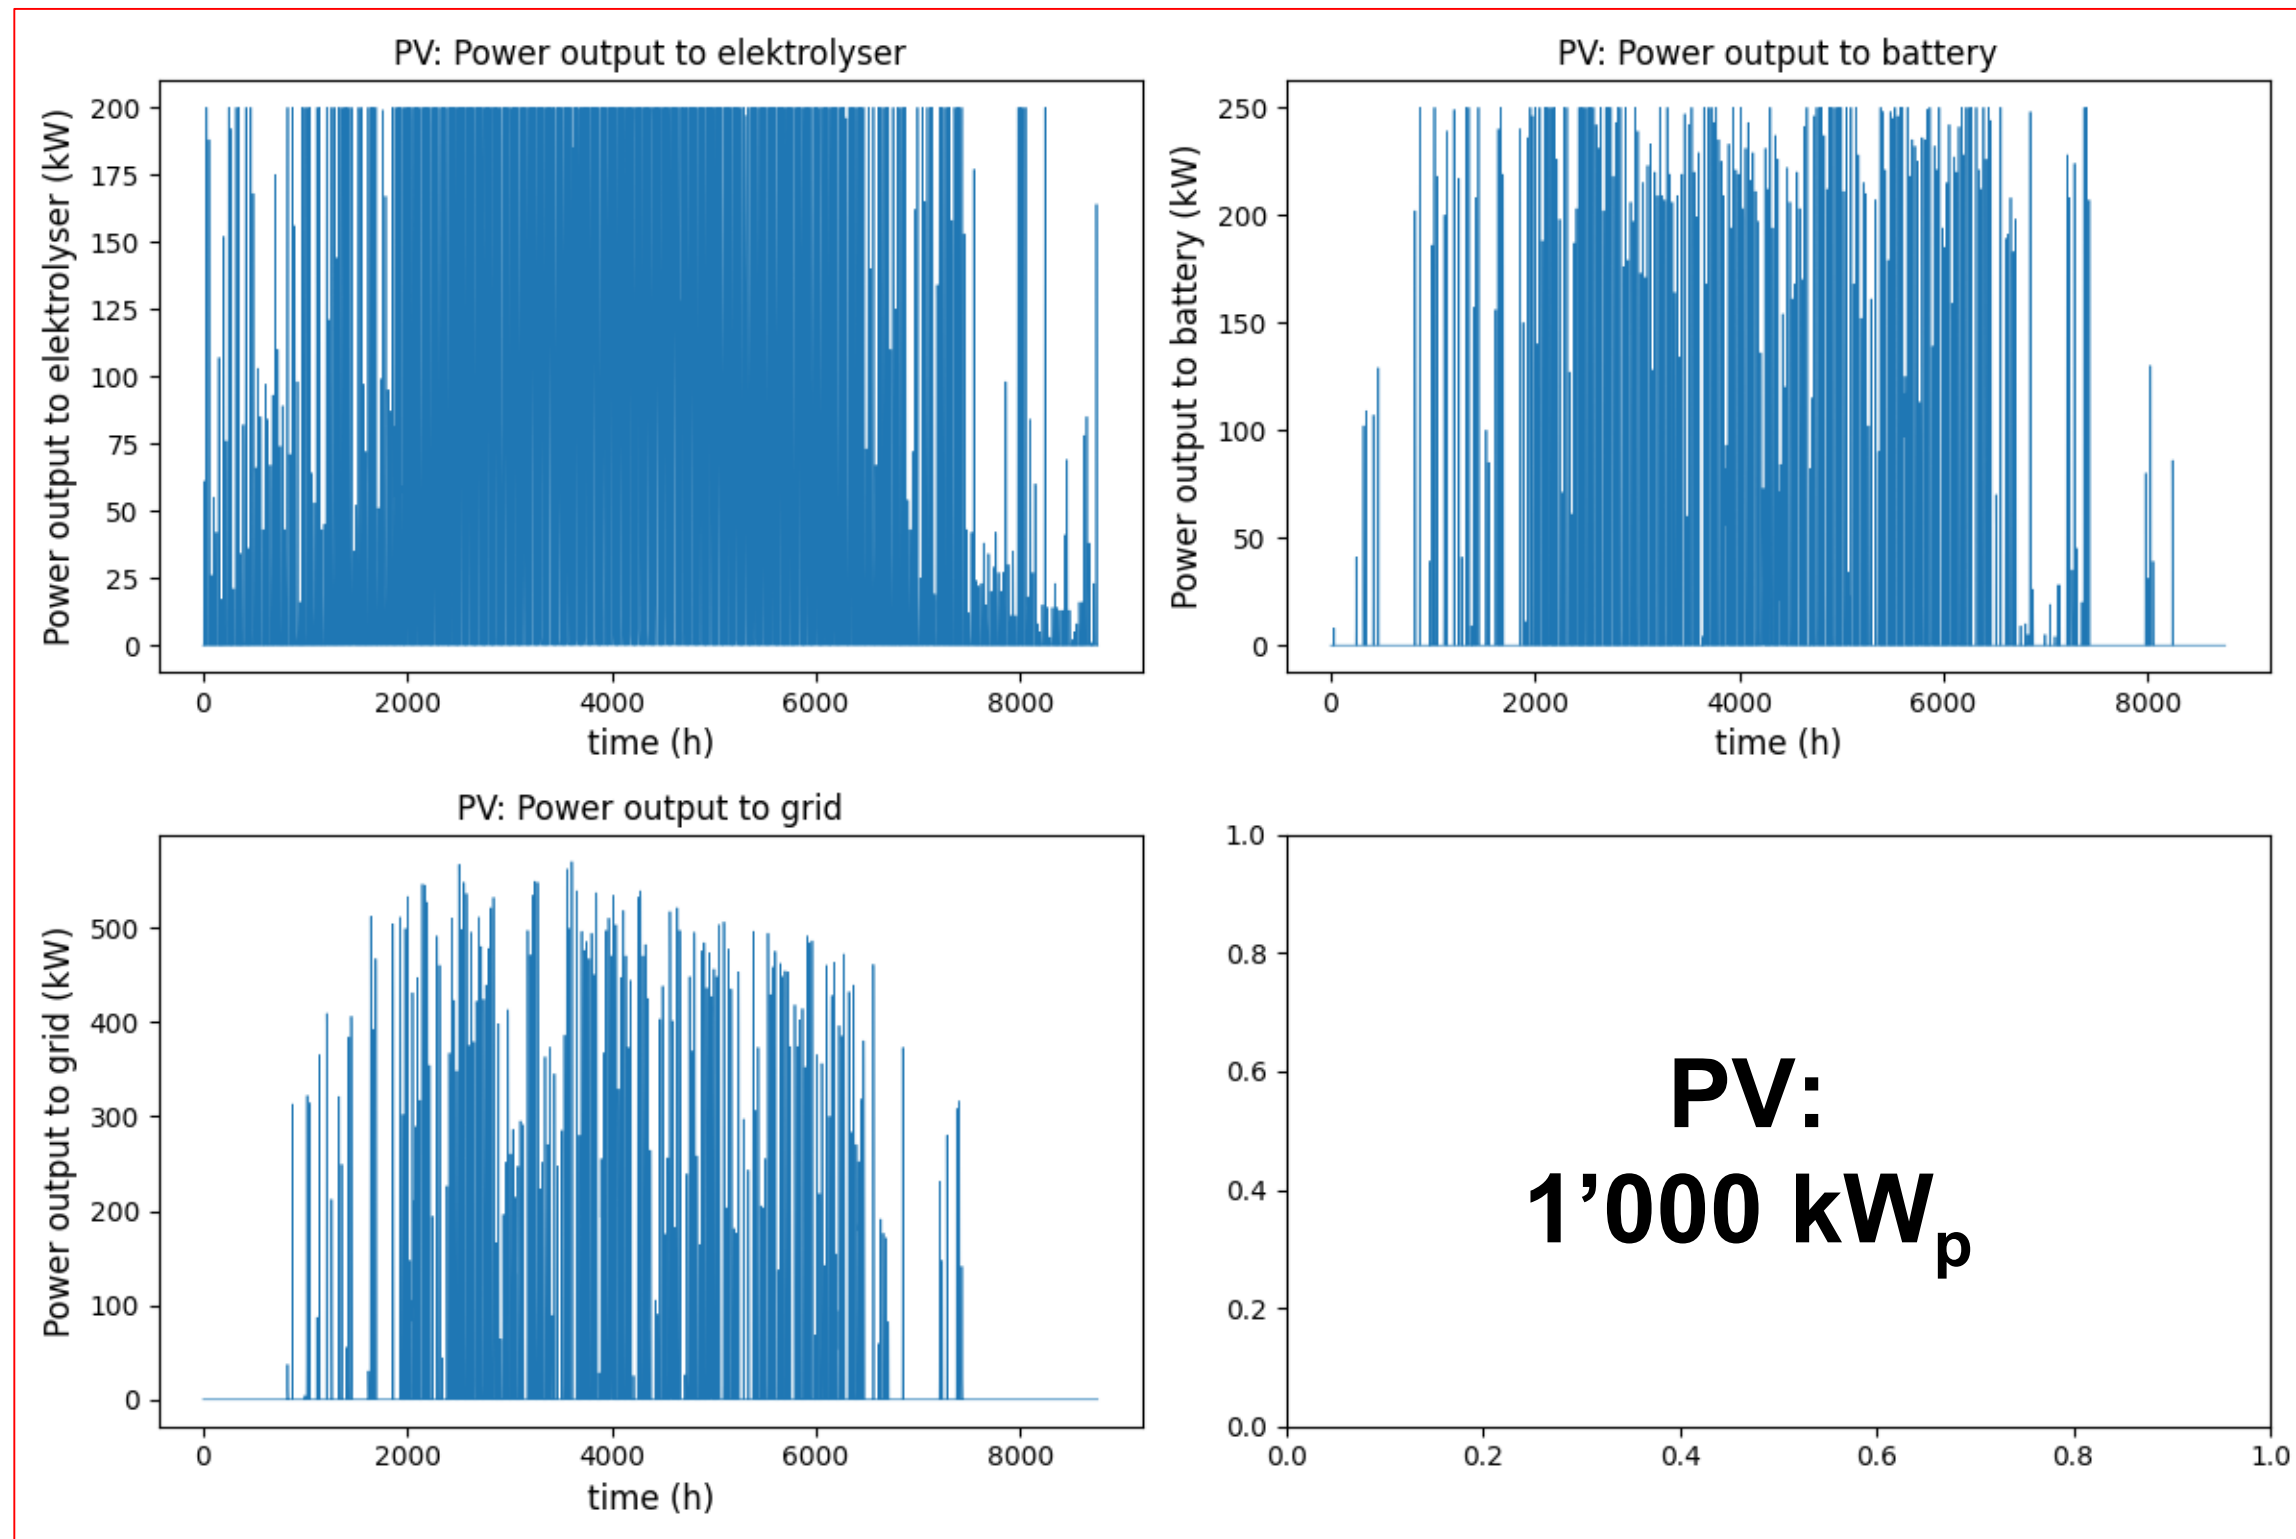 PV: Power output to elektrolyser
Power output to elektrolyser (kW)
200
175
150
125
100
75
50
25
0
0 2000 4000 6000 8000
time (h)
PV: Power output to battery
Power output to battery (kW)
250
200
150
100
50
0
0 2000 4000 6000 8000
time (h)
PV: Power output to grid
Power output to grid (kW)
500
400
300
200
100
0
0 2000 4000 6000 8000
time (h)
1.0
0.8
0.6
0.4
0.2
0.0
0.0 0.2 0.4 0.6 0.8 1.0
PV:
1’000 kWp